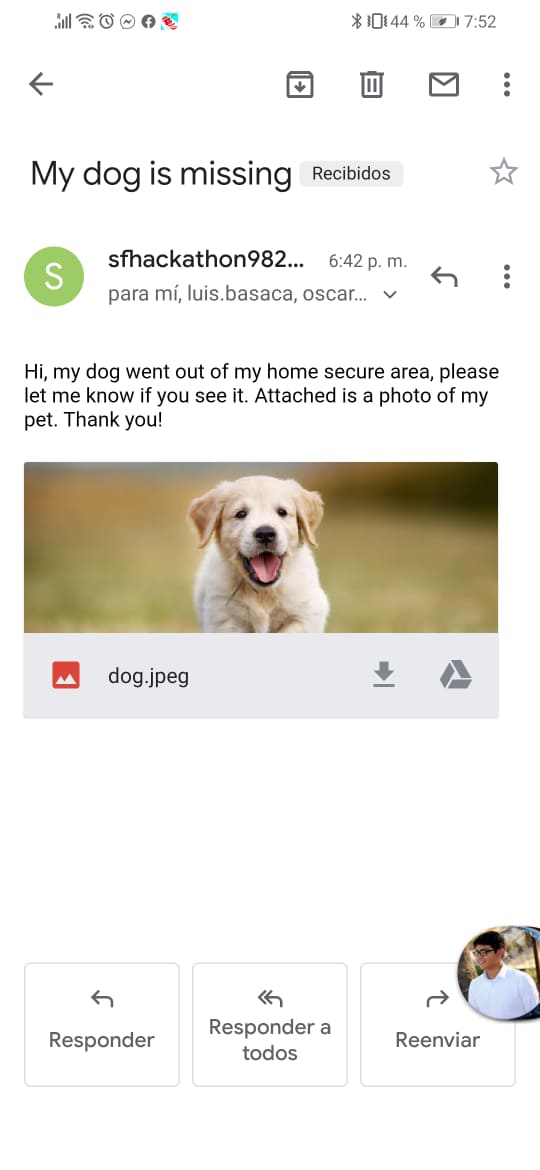 44 % 7:52
My dog is missing Recibidos
S sfhackathon982... 6:42 p. m.
para mí, luis.basaca, oscar...
Hi, my dog went out of my home secure area, please
let me know if you see it. Attached is a photo of my
pet. Thank you!
dog.jpeg
Responder
Responder a
todos
Reenviar